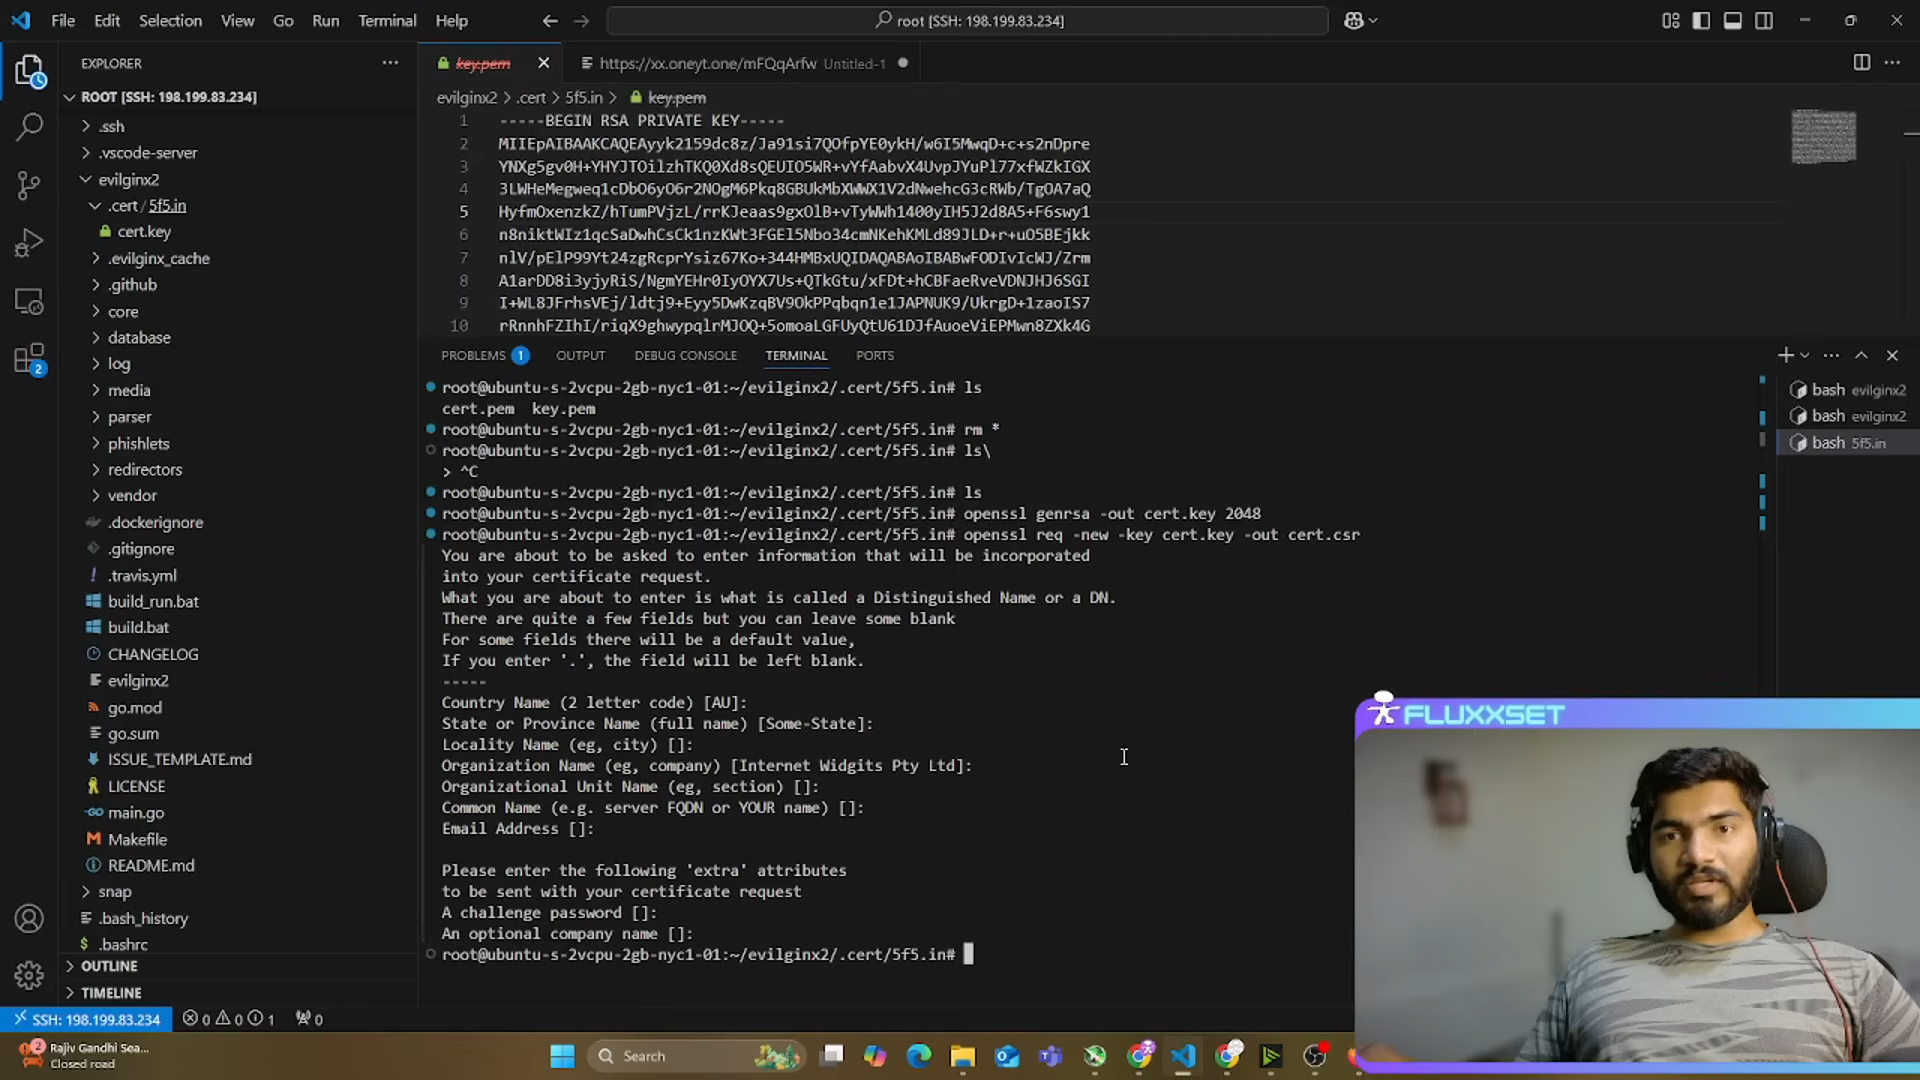 File Edit Selection View Go Run Terminal Help
root [SSH: 198.199.83.234]
EXPLORER
ROOT [SSH: 198.199.83.234]
.ssh
.vscode-server
evilginx2
.cert / 5f5.in
cert.key
.evilginx_cache
.github
core
database
log
media
parser
phishlets
redirectors
vendor
.dockerignore
.gitignore
.travis.yml
build_run.bat
build.bat
CHANGELOG
evilginx2
go.mod
go.sum
ISSUE_TEMPLATE.md
LICENSE
main.go
Makefile
README.md
snap
.bash_history
.bashrc
OUTLINE
TIMELINE
key.pem
https://xx.oneyt.one/mFQqArfw Untitled-1
evilginx2 > .cert > 5f5.in > key.pem
1 -----BEGIN RSA PRIVATE KEY-----
2
3
4
5
6
7
8
9
10
PROBLEMS 1 OUTPUT DEBUG CONSOLE TERMINAL PORTS
root@ubuntu-s-2vcpu-2gb-nyc1-01:~/evilginx2/.cert/5f5.in# ls
cert.pem key.pem
root@ubuntu-s-2vcpu-2gb-nyc1-01:~/evilginx2/.cert/5f5.in# rm *
root@ubuntu-s-2vcpu-2gb-nyc1-01:~/evilginx2/.cert/5f5.in# ls\
> ^C
root@ubuntu-s-2vcpu-2gb-nyc1-01:~/evilginx2/.cert/5f5.in# ls
root@ubuntu-s-2vcpu-2gb-nyc1-01:~/evilginx2/.cert/5f5.in# openssl genrsa -out cert.key 2048
root@ubuntu-s-2vcpu-2gb-nyc1-01:~/evilginx2/.cert/5f5.in# openssl req -new -key cert.key -out cert.csr
You are about to be asked to enter information that will be incorporated
into your certificate request.
What you are about to enter is what is called a Distinguished Name or a DN.
There are quite a few fields but you can leave some blank
For some fields there will be a default value,
If you enter '.', the field will be left blank.
-----
Country Name (2 letter code) [AU]:
State or Province Name (full name) [Some-State]:
Locality Name (eg, city) []:
Organization Name (eg, company) [Internet Widgits Pty Ltd]:
Organizational Unit Name (eg, section) []:
Common Name (e.g. server FQDN or YOUR name) []:
Email Address []:
Please enter the following 'extra' attributes
to be sent with your certificate request
A challenge password []:
An optional company name []:
root@ubuntu-s-2vcpu-2gb-nyc1-01:~/evilginx2/.cert/5f5.in#
bash evilginx2
bash evilginx2
bash 5f5.in
2
FLUXXSET
SSH: 198.199.83.234 0 0 1 0
2
Rajiv Gandhi Sea...
Closed road
Search